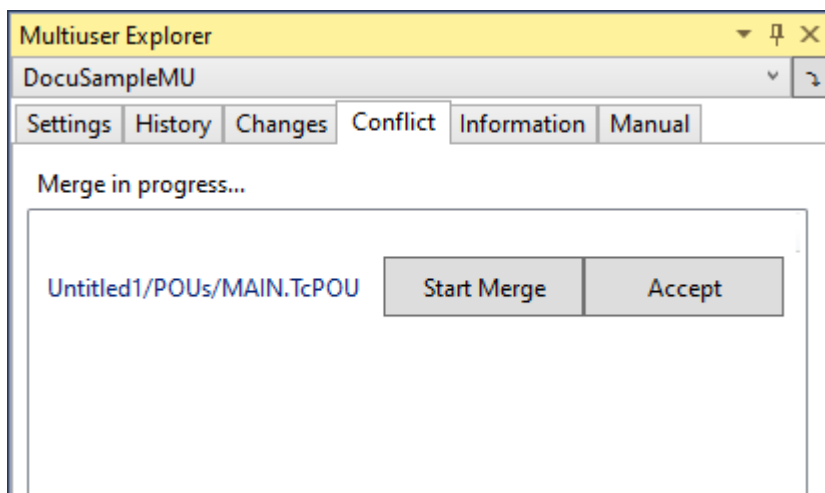 Multiuser Explorer
DocuSampleMU
Settings History Changes Conflict Information Manual
Merge in progress...
Untitled1/POUs/MAIN.TcPOU Start Merge Accept